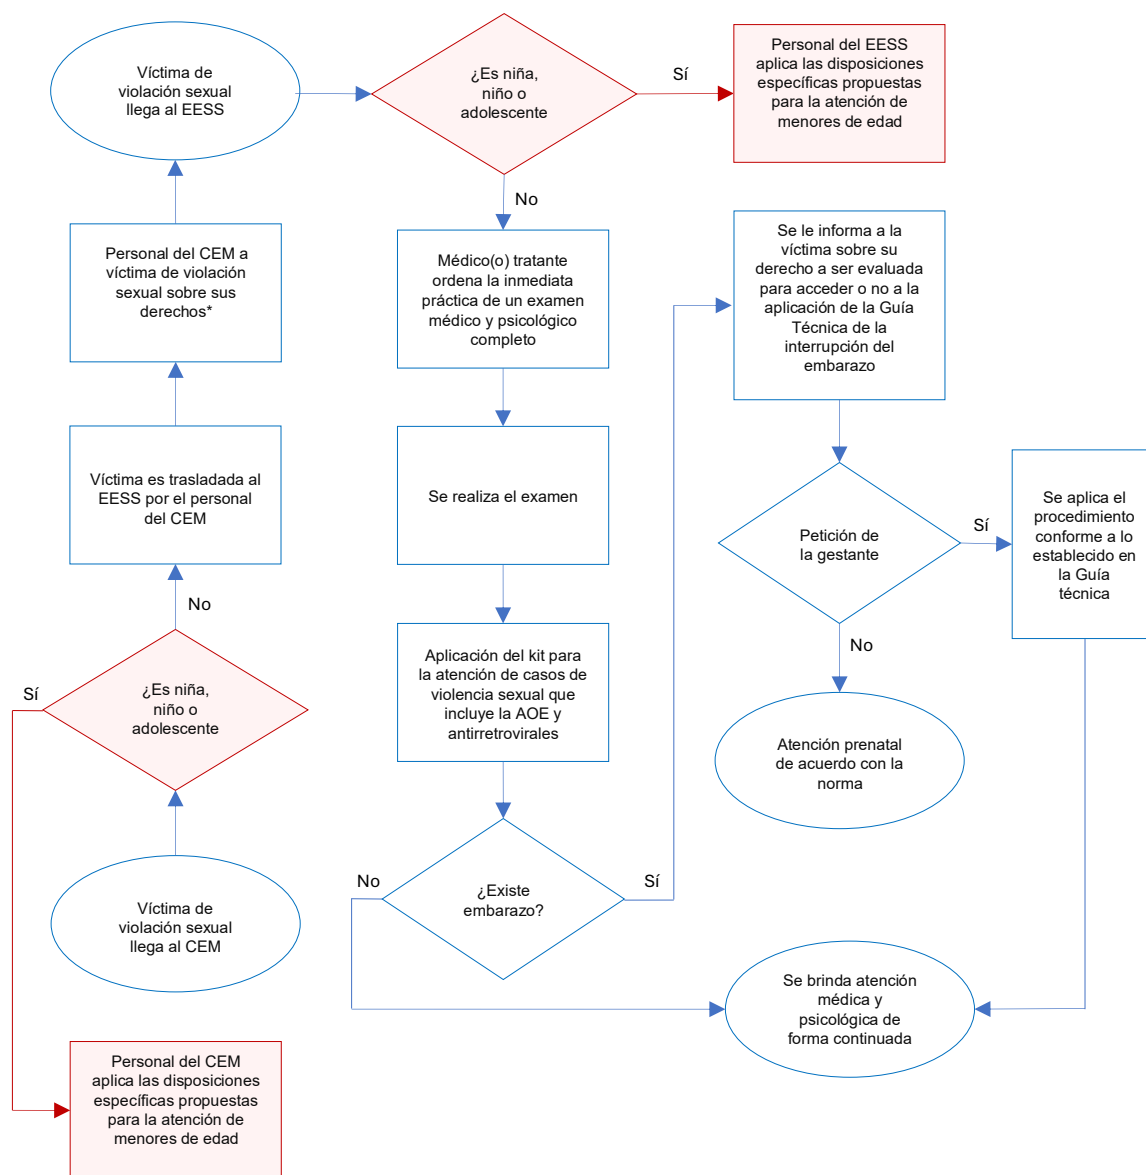 Víctima de
violación sexual
llega al EESS
¿Es niña,
niño o
adolescente
Sí
Personal del EESS
aplica las disposiciones
específicas propuestas
para la atención de
menores de edad
No
Personal del CEM a
víctima de violación
sexual sobre sus
derechos*
Médico(o) tratante
ordena la inmediata
práctica de un examen
médico y psicológico
completo
Se le informa a la
víctima sobre su
derecho a ser evaluada
para acceder o no a la
aplicación de la Guía
Técnica de la
interrupción del
embarazo
Víctima es trasladada al
EESS por el personal
del CEM
Se realiza el examen
Petición de
la gestante
Sí
Se aplica el
procedimiento
conforme a lo
establecido en
la Guía
técnica
No
No
¿Es niña,
niño o
adolescente
Sí
Aplicación del kit para
la atención de casos de
violencia sexual que
incluye la AOE y
antirretrovirales
Atención prenatal
de acuerdo con la
norma
Víctima de
violación sexual
llega al CEM
¿Existe
embarazo?
No
Sí
Se brinda atención
médica y
psicológica de
forma continuada
Personal del CEM
aplica las disposiciones
específicas propuestas
para la atención de
menores de edad